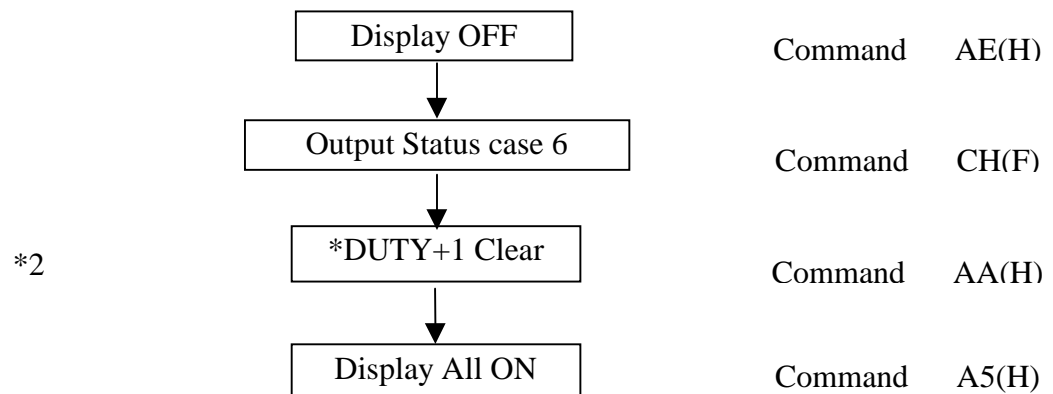 Display OFF Command AE(H)
Output Status case 6 Command CH(F)
*2 *DUTY+1 Clear Command AA(H)
Display All ON Command A5(H)